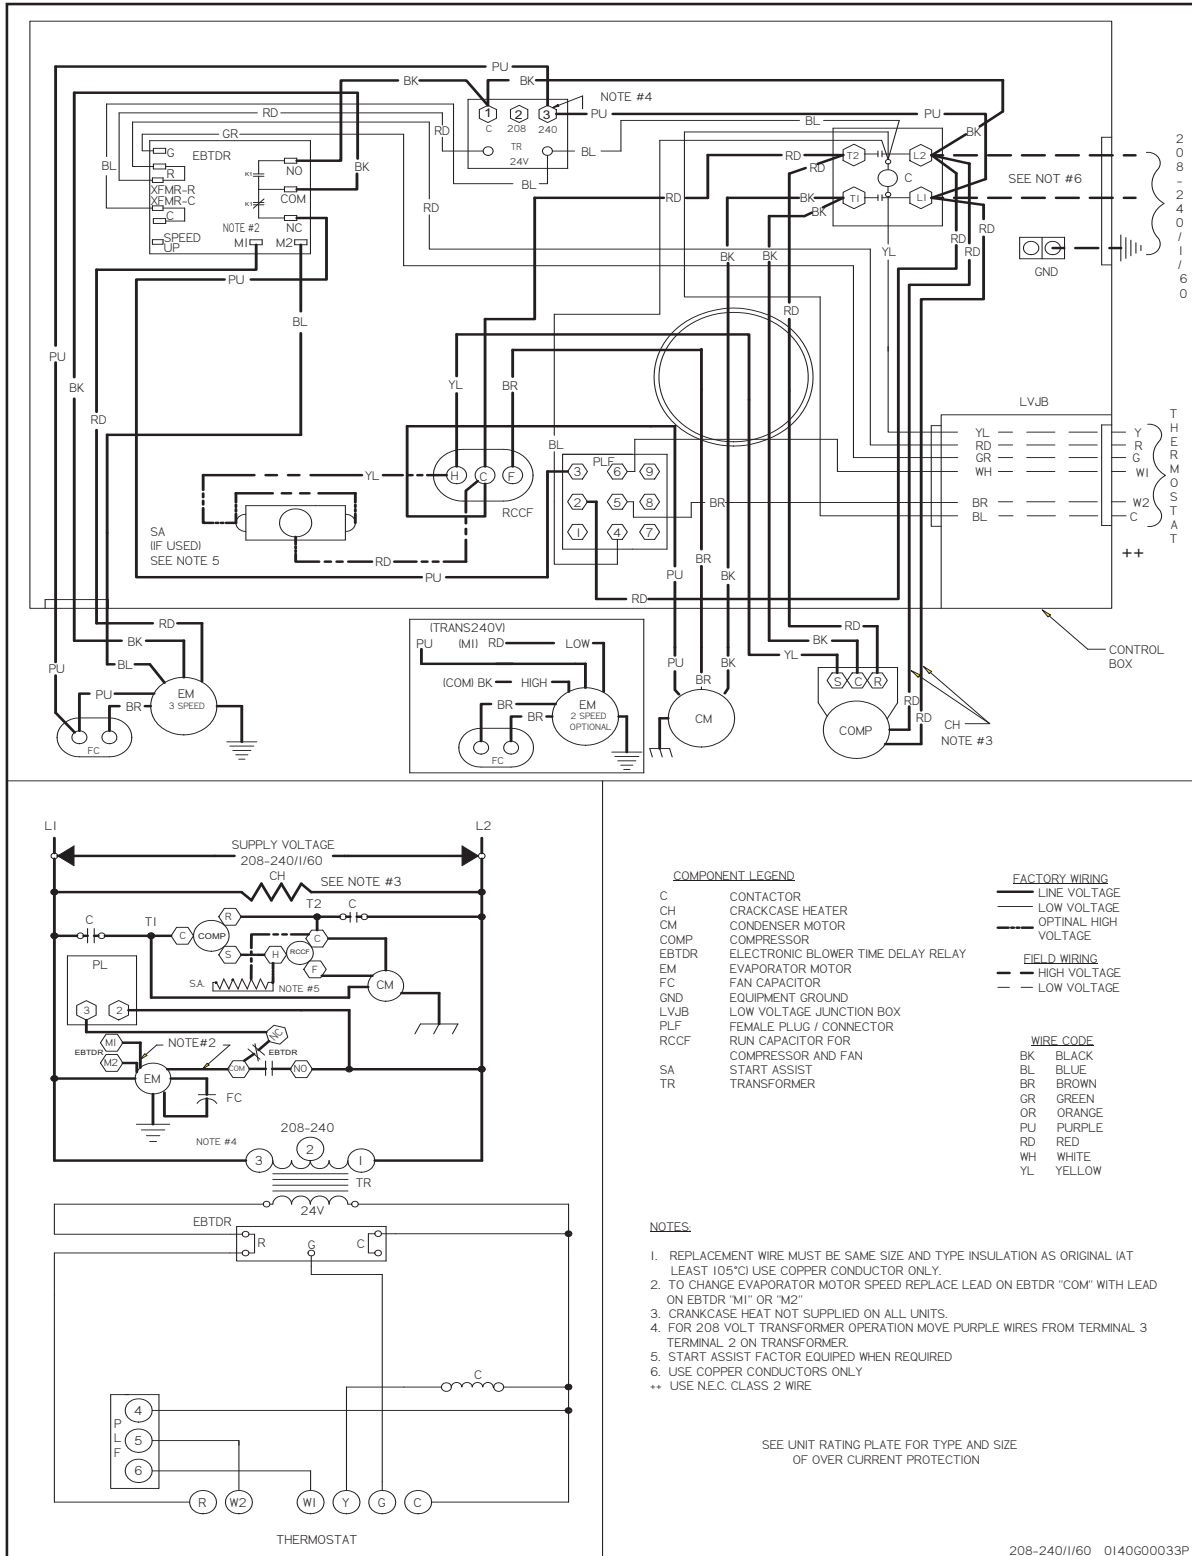 PU
BK
BK
NOTE #4
1
2
3
C
208
240
PU
PU
RD
RD
GR
BL
BK
TR
24V
BL
BL
BL
G
EBTDR
R
XFMR-R
XFMR-C
C
SPEED
UP
K1
K1
NO
COM
NC
NOTE #2
M1
M2
BK
RD
RD
PU
BL
T2
L2
C
T1
L1
RD
RD
RD
BK
BK
SEE NOT #6
208-240/1/60
RD
RD
RD
YL
GND
BK
BK
RD
PU
BK
RD
YL
BR
BL
LVJB
THERMOSTAT
YL
Y
RD
R
GR
G
WH
W1
BR
W2
BL
C
++
YL
H
C
F
RCCF
PLF
3
6
9
2
5
8
1
4
7
BR
SA
(IF USED)
SEE NOTE 5
RD
PU
PU
BR
BK
RD
RD
BK
BL
PU
PU
BR
EM
3 SPEED
FC
(TRANS240V)
PU
(M1)
RD
LOW
(COM) BK
HIGH
BR
BR
EM
2 SPEED
OPTIONAL
FC
PU
BR
BK
CM
RD
BK
YL
S
C
R
COMP
RD
RD
CH
NOTE #3
CONTROL
BOX
L1
L2
SUPPLY VOLTAGE
208-240/1/60
CH
SEE NOTE #3
C
T1
C
COMP
R
S
T2
C
C
H
RCCF
F
S.A.
NOTE #5
CM
PL
3
2
M1
EBTDR
M2
NOTE#2
NC
EBTDR
COM
NO
EM
FC
208-240
NOTE #4
3
2
1
TR
24V
EBTDR
R
G
C
C
PLF
4
5
6
R
W2
W1
Y
G
C
THERMOSTAT
COMPONENT LEGEND
C CONTACTOR
CH CRACKCASE HEATER
CM CONDENSER MOTOR
COMP COMPRESSOR
EBTDR ELECTRONIC BLOWER TIME DELAY RELAY
EM EVAPORATOR MOTOR
FC FAN CAPACITOR
GND EQUIPMENT GROUND
LVJB LOW VOLTAGE JUNCTION BOX
PLF FEMALE PLUG / CONNECTOR
RCCF RUN CAPACITOR FOR
COMPRESSOR AND FAN
SA START ASSIST
TR TRANSFORMER
FACTORY WIRING
LINE VOLTAGE
LOW VOLTAGE
OPTINAL HIGH
VOLTAGE
FIELD WIRING
HIGH VOLTAGE
LOW VOLTAGE
WIRE CODE
BK BLACK
BL BLUE
BR BROWN
GR GREEN
OR ORANGE
PU PURPLE
RD RED
WH WHITE
YL YELLOW
NOTES:
1. REPLACEMENT WIRE MUST BE SAME SIZE AND TYPE INSULATION AS ORIGINAL (AT
LEAST 105°C) USE COPPER CONDUCTOR ONLY.
2. TO CHANGE EVAPORATOR MOTOR SPEED REPLACE LEAD ON EBTDR "COM" WITH LEAD
ON EBTDR "M1" OR "M2"
3. CRANKCASE HEAT NOT SUPPLIED ON ALL UNITS.
4. FOR 208 VOLT TRANSFORMER OPERATION MOVE PURPLE WIRES FROM TERMINAL 3
TERMINAL 2 ON TRANSFORMER.
5. START ASSIST FACTOR EQUIPED WHEN REQUIRED
6. USE COPPER CONDUCTORS ONLY
++ USE N.E.C. CLASS 2 WIRE
SEE UNIT RATING PLATE FOR TYPE AND SIZE
OF OVER CURRENT PROTECTION
208-240/1/60 0140G00033P